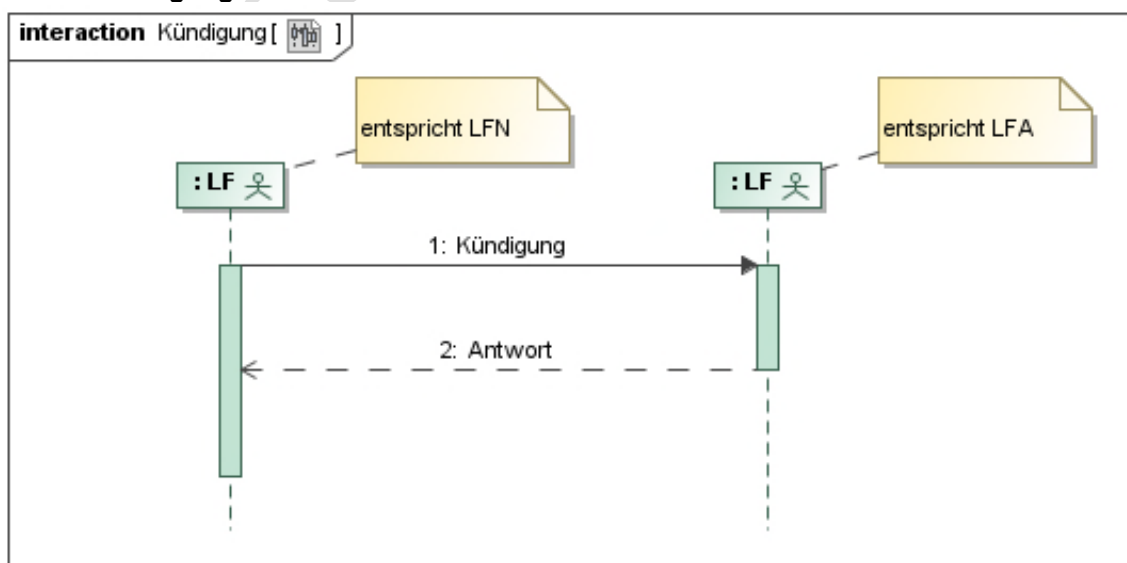 interaction Kündigung[ ]
entspricht LFN
entspricht LFA
: LF
: LF
1: Kündigung
2: Antwort